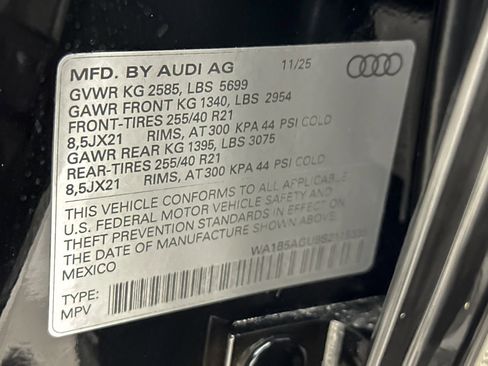 MFD. BY AUDI AG 11/25
GVWR KG 2585, LBS 5699
GAWR FRONT KG 1340, LBS 2954
FRONT-TIRES 255/40 R21
8,5JX21 RIMS, AT 300 KPA 44 PSI COLD
GAWR REAR KG 1395, LBS 3075
REAR-TIRES 255/40 R21
8,5JX21 RIMS, AT 300 KPA 44 PSI COLD
THIS VEHICLE CONFORMS TO ALL APPLICABLE
U.S. FEDERAL MOTOR VEHICLE SAFETY AND
THEFT PREVENTION STANDARDS IN EFFECT ON
THE DATE OF MANUFACTURE SHOWN ABOVE.
MEXICO
TYPE:
MPV